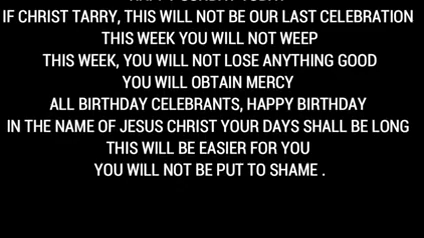 IF CHRIST TARRY, THIS WILL NOT BE OUR LAST CELEBRATION
THIS WEEK YOU WILL NOT WEEP
THIS WEEK, YOU WILL NOT LOSE ANYTHING GOOD
YOU WILL OBTAIN MERCY
ALL BIRTHDAY CELEBRANTS, HAPPY BIRTHDAY
IN THE NAME OF JESUS CHRIST YOUR DAYS SHALL BE LONG
THIS WILL BE EASIER FOR YOU
YOU WILL NOT BE PUT TO SHAME .